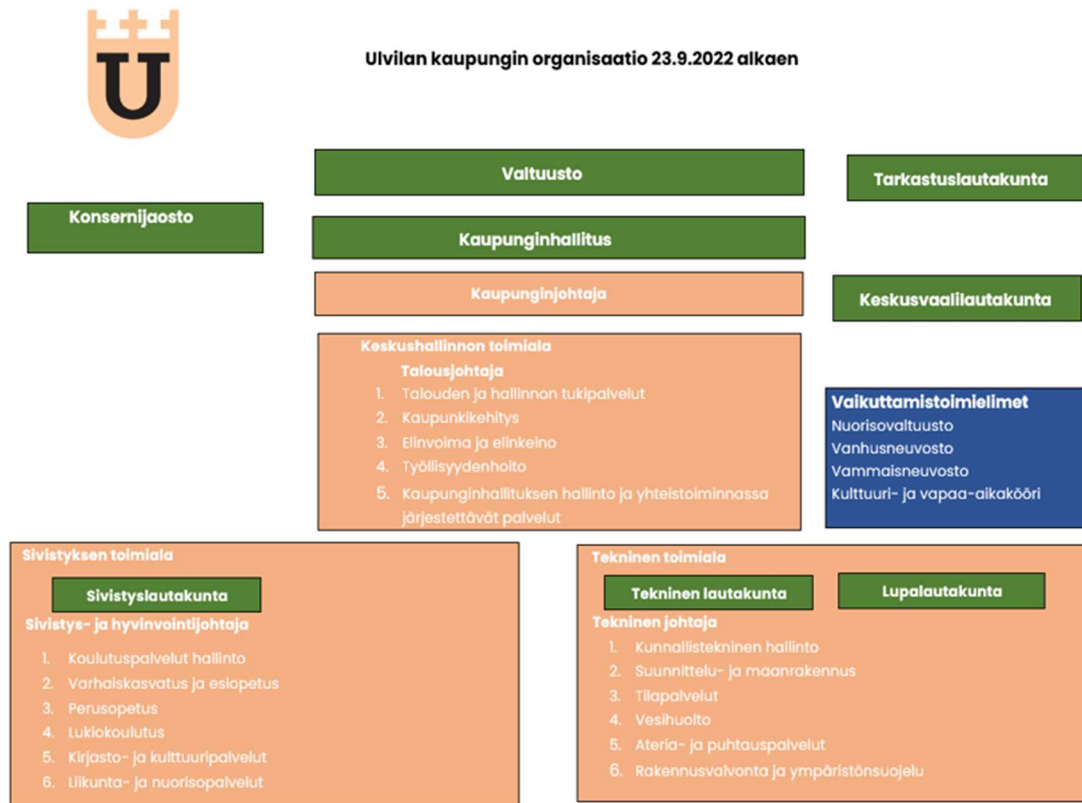 U
Ulvilan kaupungin organisaatio 23.9.2022 alkaen
Valtuusto
Tarkastuslautakunta
Konsernijaosto
Kaupunginhallitus
Kaupunginjohtaja
Keskusvaalilautakunta
Keskushallinnon toimiala
Talousjohtaja
1. Talouden ja hallinnon tukipalvelut
2. Kaupunkikehitys
3. Elinvoima ja elinkeino
4. Työllisyydenhoito
5. Kaupunginhallituksen hallinto ja yhteistoiminnassa
järjestettävät palvelut
Vaikuttamistoimielimet
Nuorisovaltuusto
Vanhusneuvosto
Vammaisneuvosto
Kulttuuri- ja vapaa-aikakööri
Sivistyksen toimiala
Sivistyslautakunta
Sivistys- ja hyvinvointijohtaja
1. Koulutuspalvelut hallinto
2. Varhaiskasvatus ja esiopetus
3. Perusopetus
4. Lukiokoulutus
5. Kirjasto- ja kulttuuripalvelut
6. Liikunta- ja nuorisopalvelut
Tekninen toimiala
Tekninen lautakunta
Lupalautakunta
Tekninen johtaja
1. Kunnallistekninen hallinto
2. Suunnittelu- ja maanrakennus
3. Tilapalvelut
4. Vesihuolto
5. Ateria- ja puhtauspalvelut
6. Rakennusvalvonta ja ympäristönsuojelu